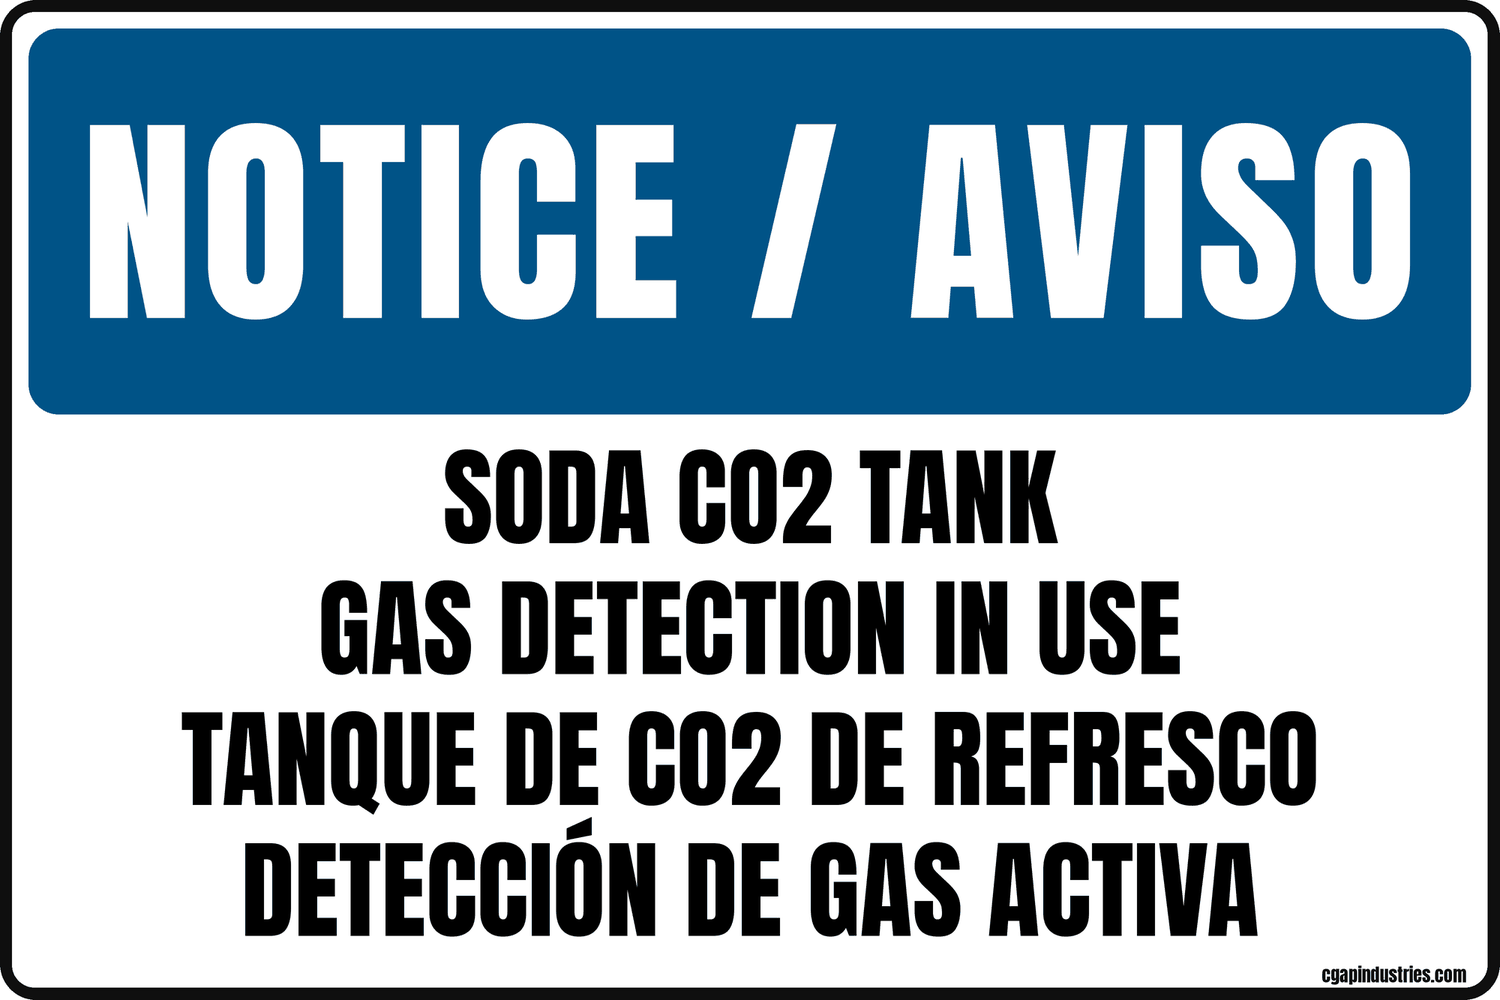 NOTICE / AVISO
SODA CO2 TANK
GAS DETECTION IN USE
TANQUE DE CO2 DE REFRESCO
DETECCIÓN DE GAS ACTIVA
cgapindustries.com